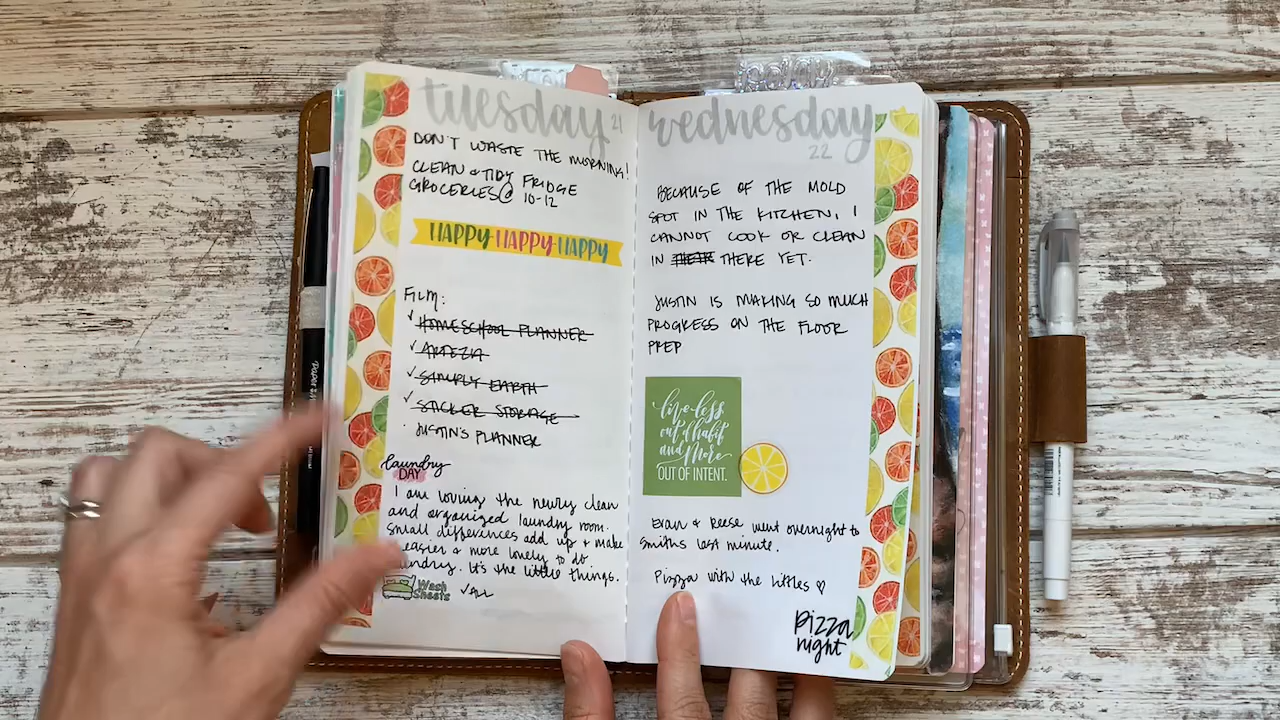 today
tuesday 21
DON'T WASTE THE MORNING!
CLEAN & TIDY FRIDGE
GROCERIES @ 10-12
HAPPY·HAPPY·HAPPY
FILM:
✓ HOMESCHOOL PLANNER
✓ ARTEZA
✓ SIMPLY EARTH
✓ STICKER STORAGE
· JUSTIN'S PLANNER
laundry
DAY
I am loving the newly clean
and organized laundry room.
Small differences add up & make
easier & more lovely to do
laundry. It's the little things.
Wash
Sheets ✓ALL
wednesday
22
BECAUSE OF THE MOLD
SPOT IN THE KITCHEN, I
CANNOT COOK OR CLEAN
IN THEIR THERE YET.
JUSTIN IS MAKING SO MUCH
PROGRESS ON THE FLOOR
PREP
live less
out of habit
and More
OUT OF INTENT.
Evan & Reese went overnight to
Smiths last minute.
Pizza with the littles ♡
Pizza
night